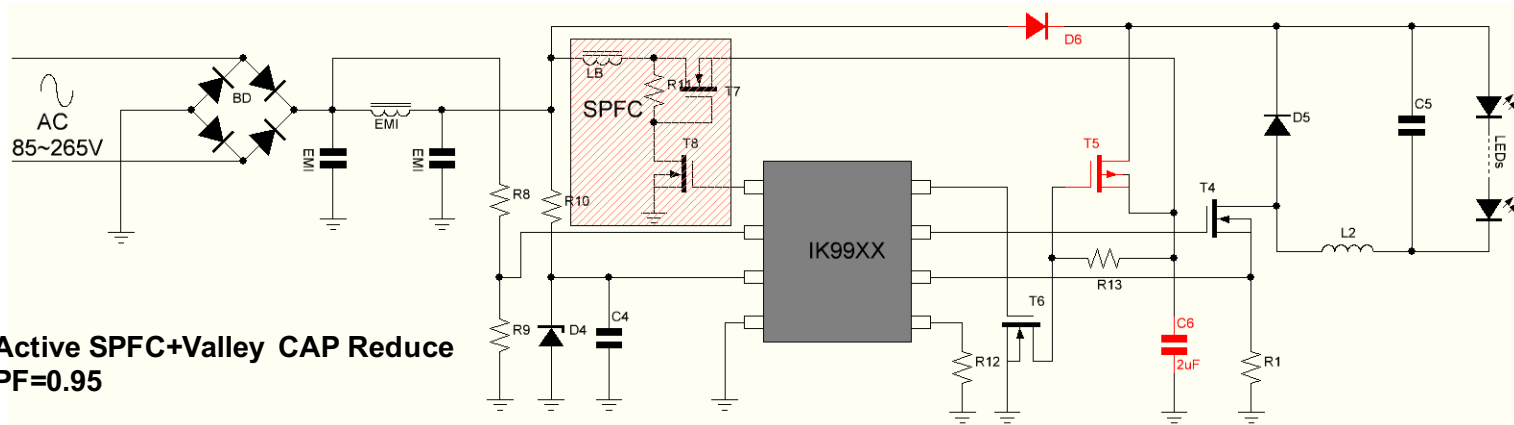 D6
LB
R11
T7
SPFC
BD
AC
85~265V
EMI
EMI
EMI
T8
R8
R10
IK99XX
T5
T4
D5
C5
LEDs
L2
R13
T6
R9
D4
C4
R12
C6
2uF
R1
Active SPFC+Valley CAP Reduce
PF=0.95